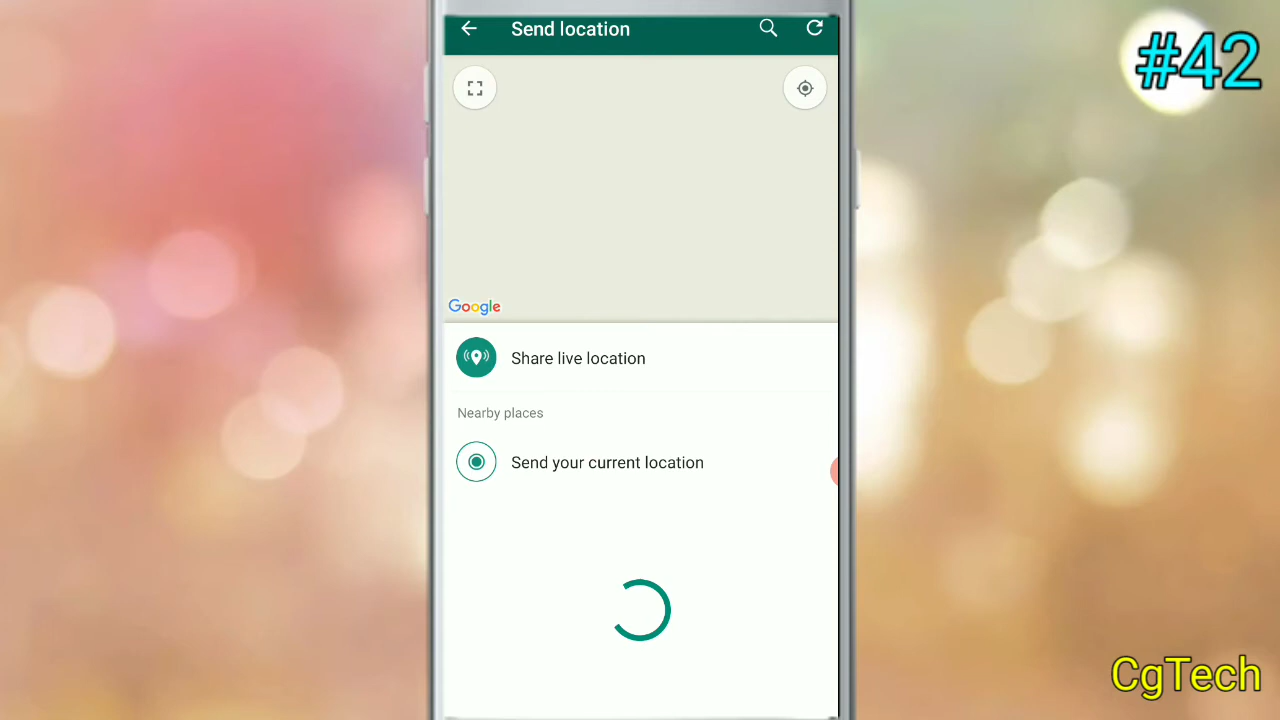 Send location
#42
Google
Share live location
Nearby places
Send your current location
CgTech